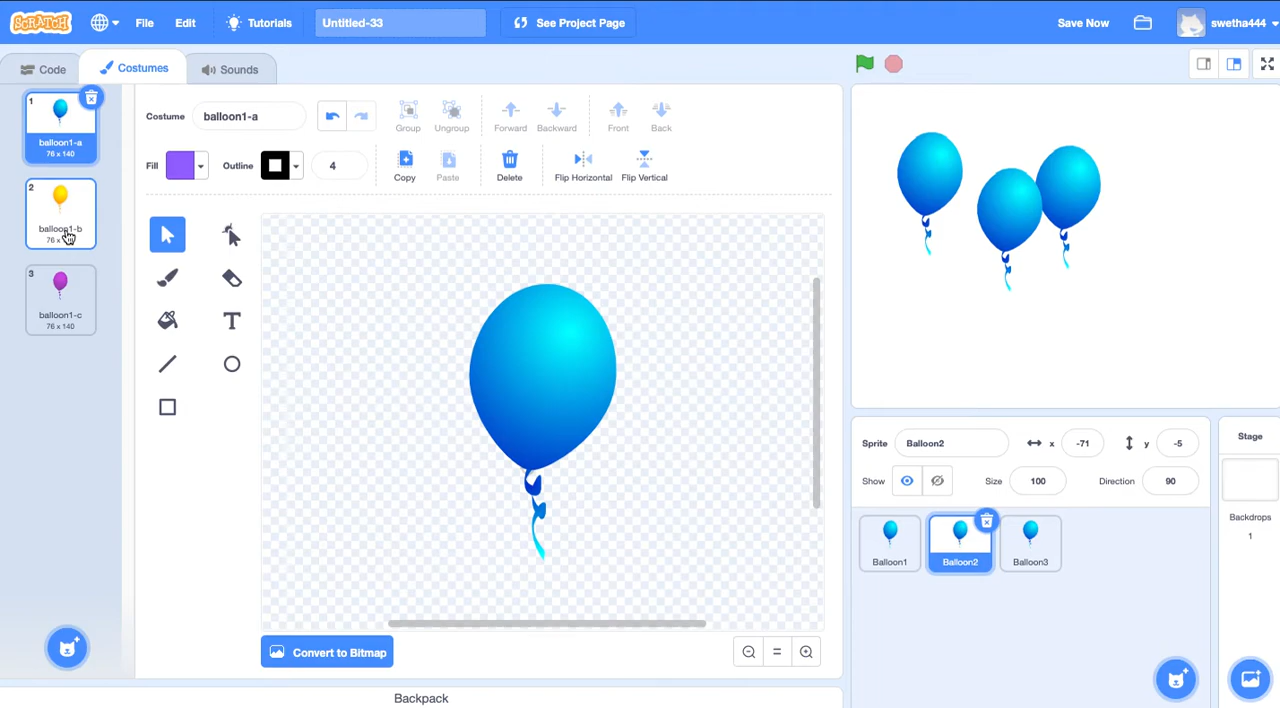 SCRATCH File Edit Tutorials Untitled-33 See Project Page Save Now swetha444
Code Costumes Sounds
1
balloon1-a
76 x 140
2
balloon1-b
76 x
3
balloon1-c
76 x 140
Costume balloon1-a Group Ungroup Forward Backward Front Back
Fill Outline 4 Copy Paste Delete Flip Horizontal Flip Vertical
T
Convert to Bitmap
Backpack
Sprite Balloon2 x -71 y -5
Show Size 100 Direction 90
Balloon1 Balloon2 Balloon3
Stage
Backdrops
1